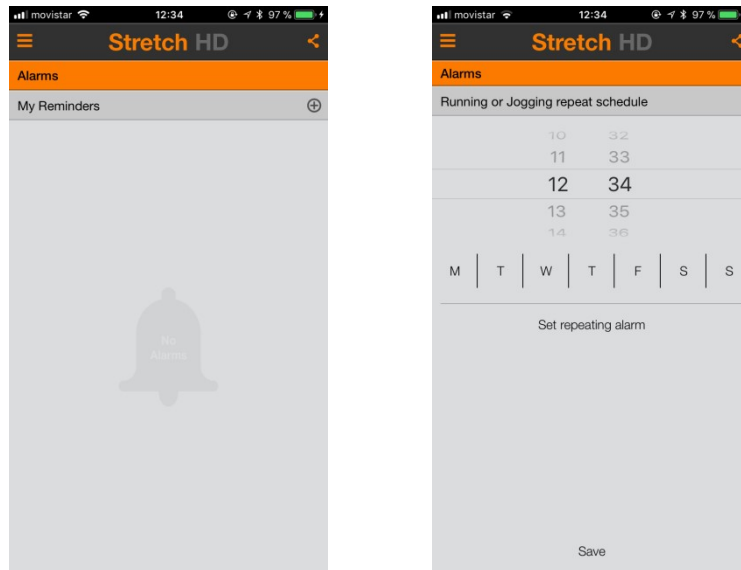 movistar 12:34 97 %
Stretch HD
Alarms
My Reminders
No
Alarms
movistar 12:34 97 %
Stretch HD
Alarms
Running or Jogging repeat schedule
10 32
11 33
12 34
13 35
14 36
M T W T F S S
Set repeating alarm
Save